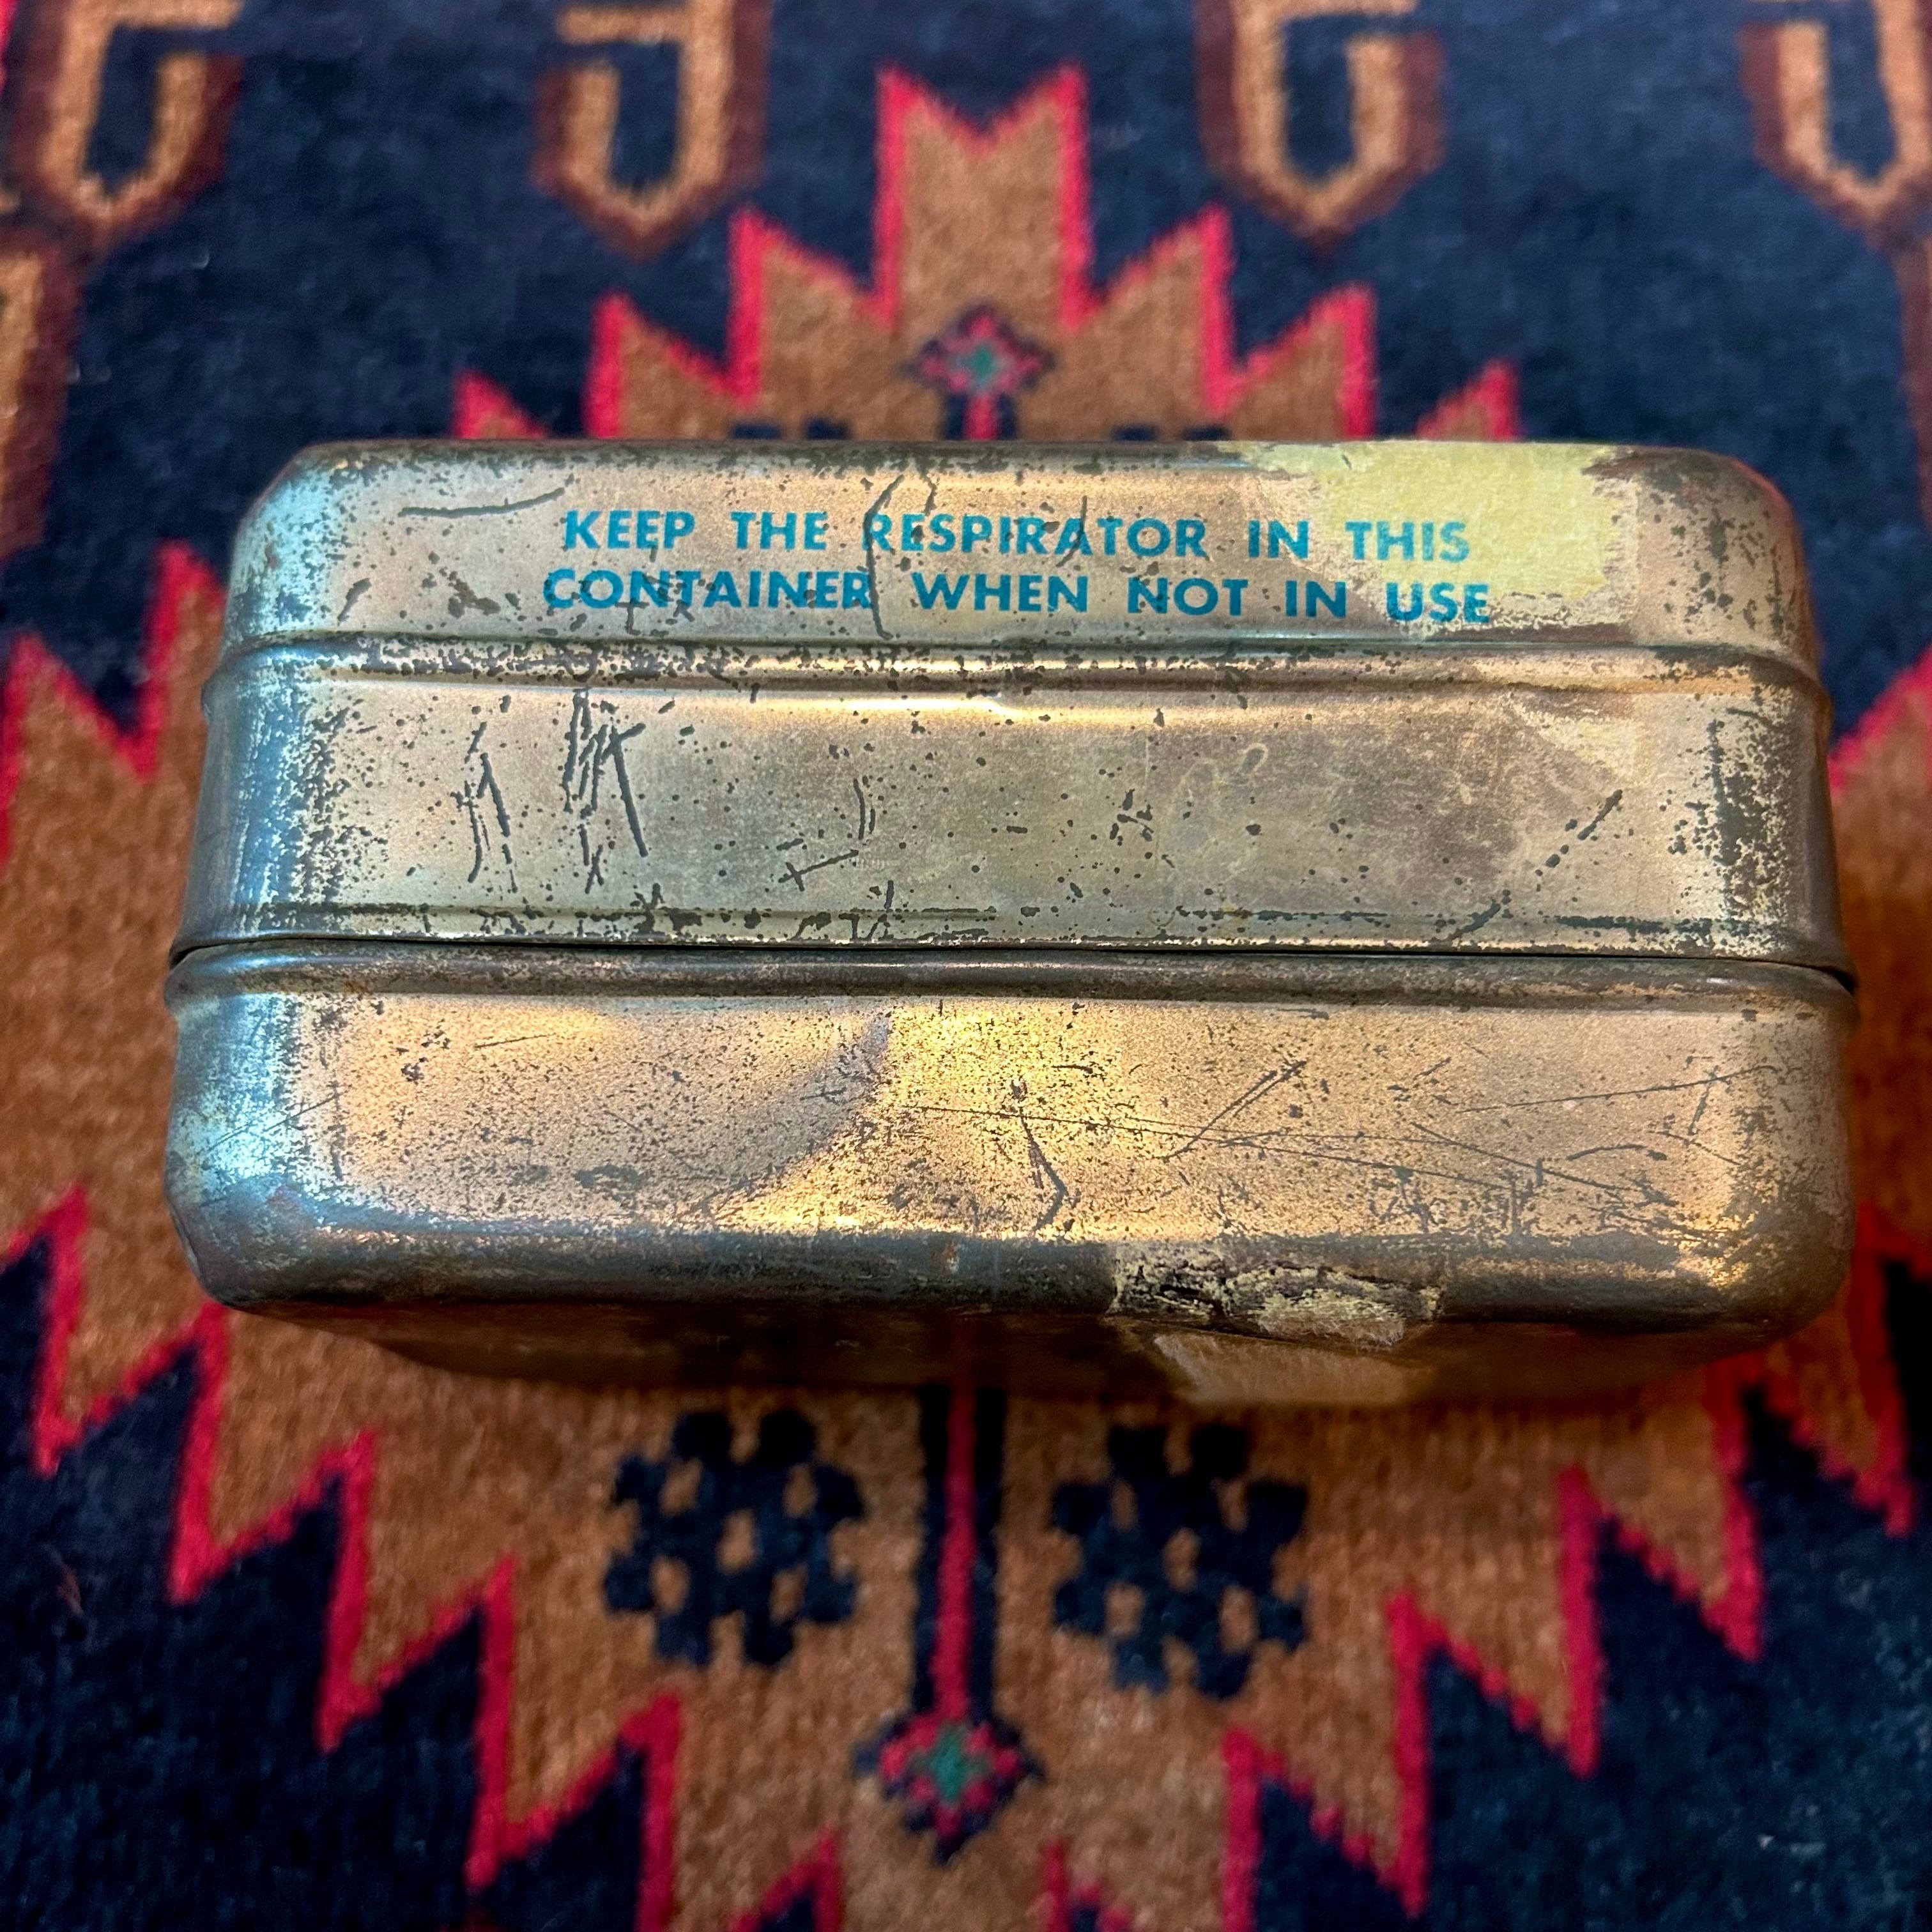 KEEP THE RESPIRATOR IN THIS
CONTAINER WHEN NOT IN USE